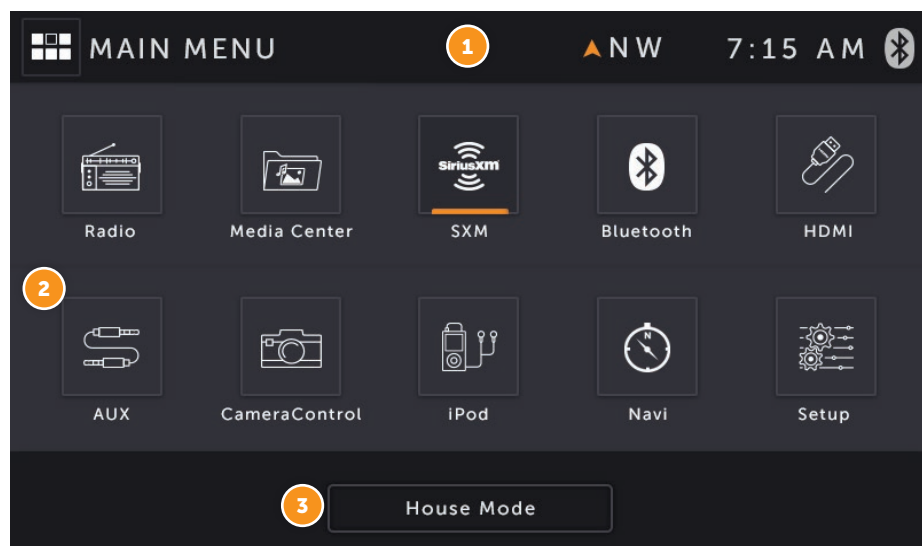 MAIN MENU 1 NW 7:15 AM
SiriusXM
Radio Media Center SXM Bluetooth HDMI
2
N
AUX CameraControl iPod Navi Setup
3 House Mode